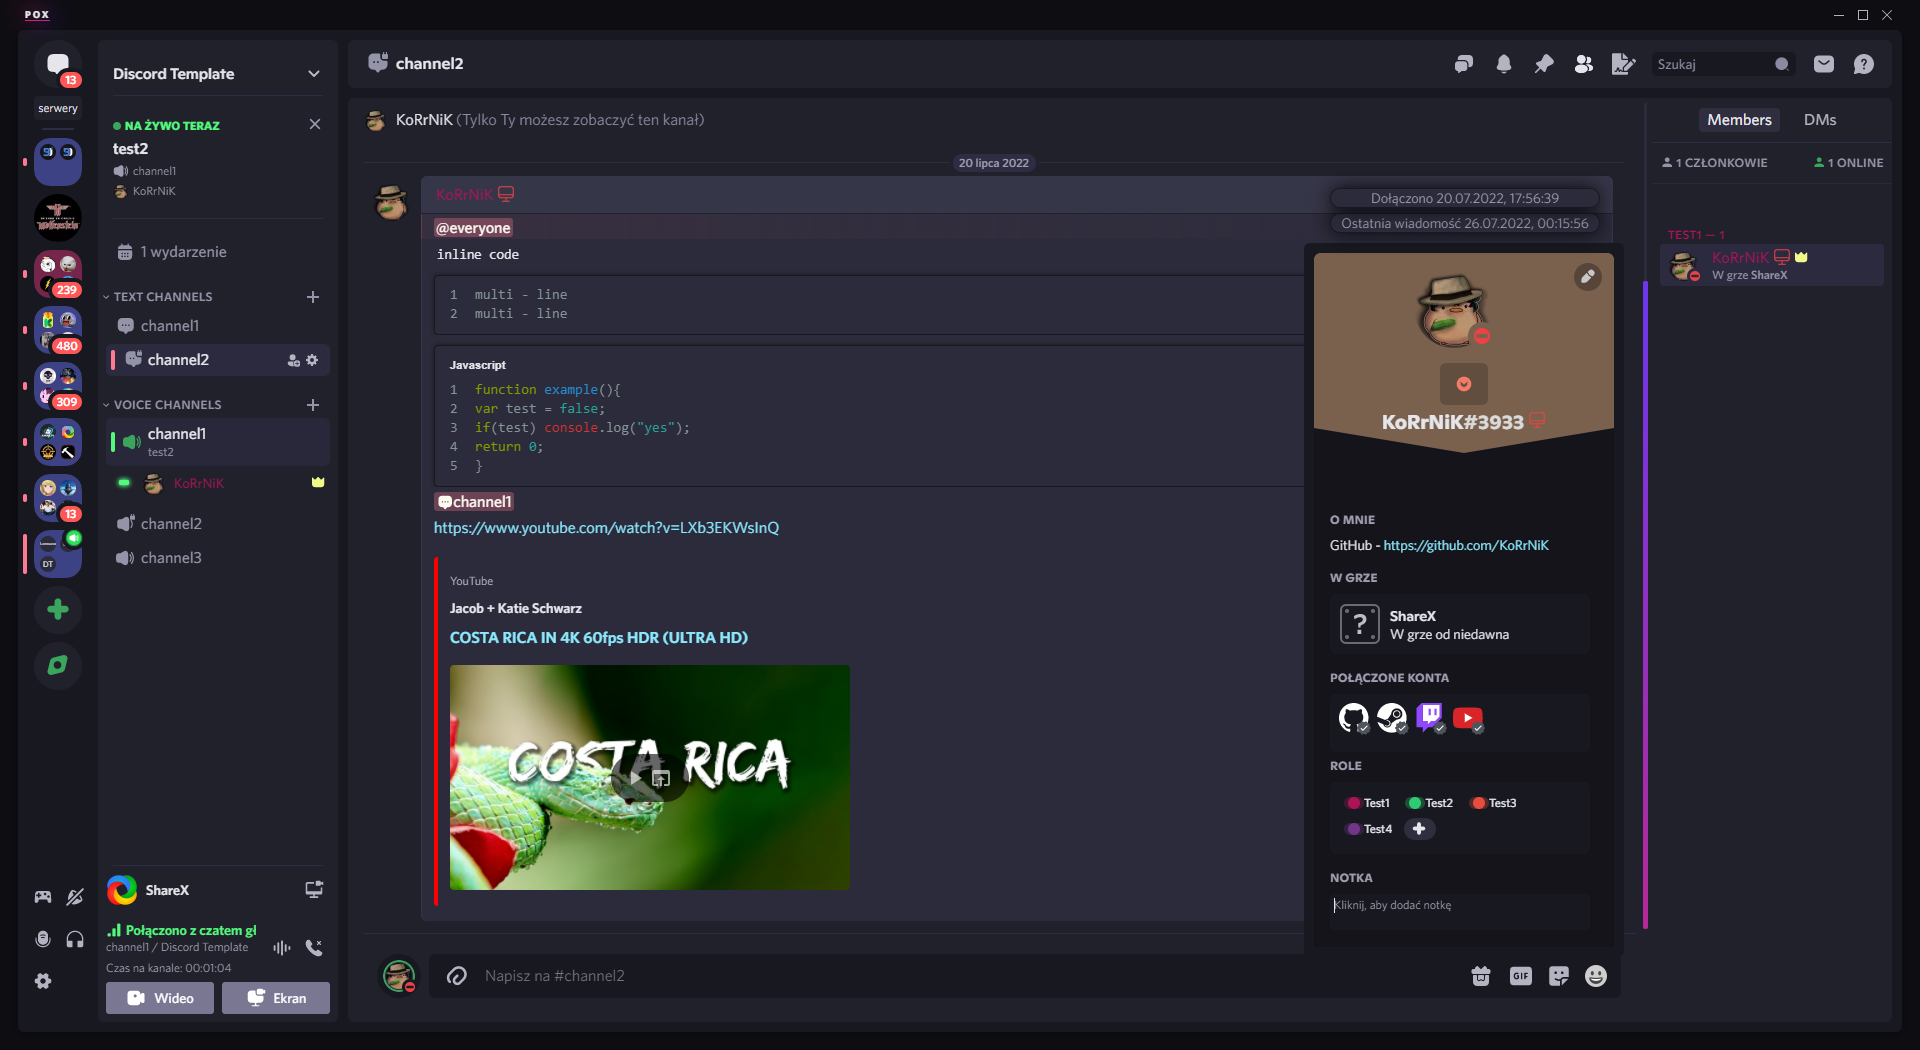 POX
13
serwery
239
480
309
13
DT
Discord Template
NA ŻYWO TERAZ
test2
channel1
KoRrNiK
1 wydarzenie
TEXT CHANNELS
channel1
channel2
VOICE CHANNELS
channel1
test2
KoRrNiK
channel2
channel3
ShareX
Połączono z czatem gł
channel1 / Discord Template
Czas na kanale: 00:01:04
Wideo
Ekran
channel2
Szukaj
KoRrNiK (Tylko Ty możesz zobaczyć ten kanał)
20 lipca 2022
KoRrNiK
Dołączono 20.07.2022, 17:56:39
Ostatnia wiadomość 26.07.2022, 00:15:56
@everyone
inline code
1 multi - line
2 multi - line
Javascript
1 function example(){
2 var test = false;
3 if(test) console.log("yes");
4 return 0;
5 }
channel1
https://www.youtube.com/watch?v=LXb3EKWsInQ
YouTube
Jacob + Katie Schwarz
COSTA RICA IN 4K 60fps HDR (ULTRA HD)
COSTA RICA
Napisz na #channel2
GIF
KoRrNiK#3933
O MNIE
GitHub - https://github.com/KoRrNiK
W GRZE
?
ShareX
W grze od niedawna
POŁĄCZONE KONTA
ROLE
Test1 Test2 Test3
Test4
NOTKA
Kliknij, aby dodać notkę
Members DMs
1 CZŁONKOWIE 1 ONLINE
TEST1 — 1
KoRrNiK
W grze ShareX